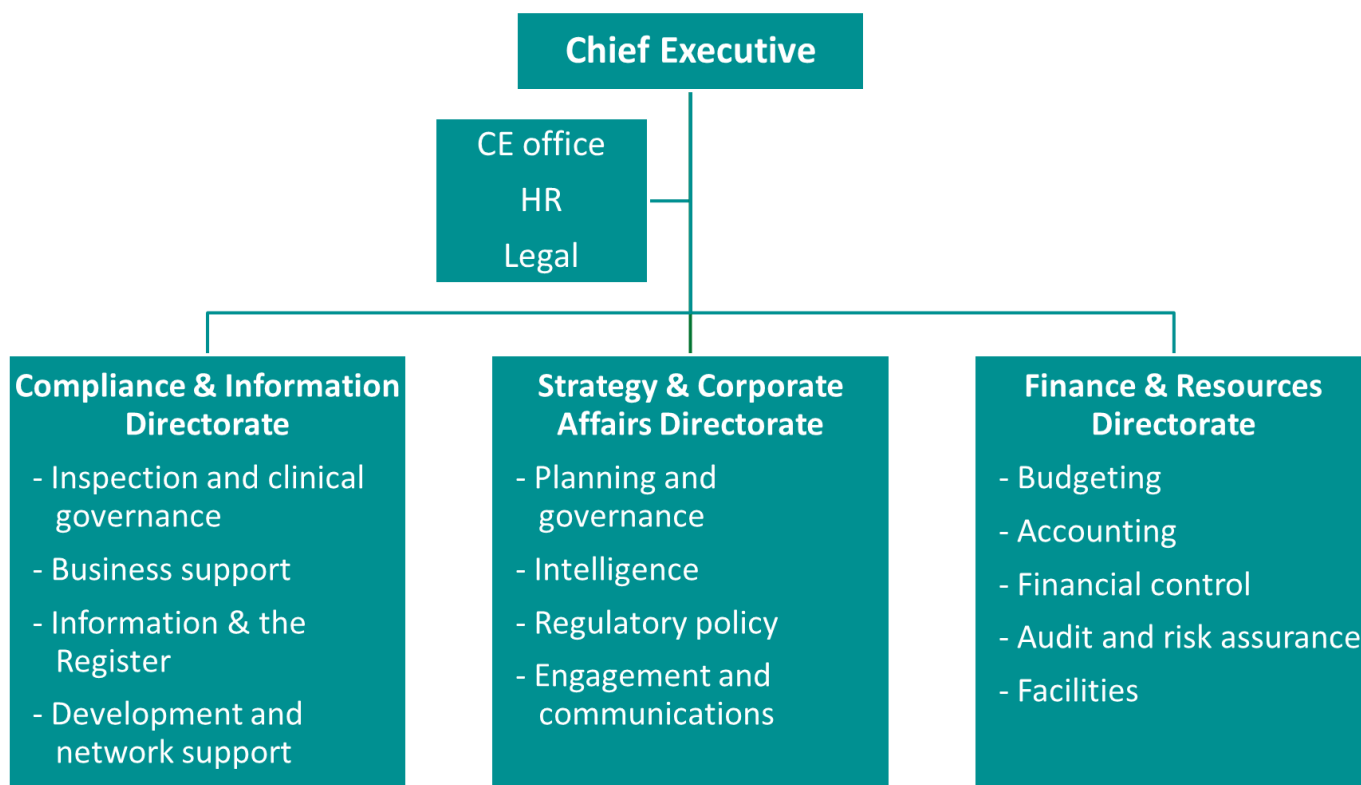 Chief Executive
CE office
HR
Legal
Compliance & Information
Directorate
- Inspection and clinical
governance
- Business support
- Information & the
Register
- Development and
network support
Strategy & Corporate
Affairs Directorate
- Planning and
governance
- Intelligence
- Regulatory policy
- Engagement and
communications
Finance & Resources
Directorate
- Budgeting
- Accounting
- Financial control
- Audit and risk assurance
- Facilities